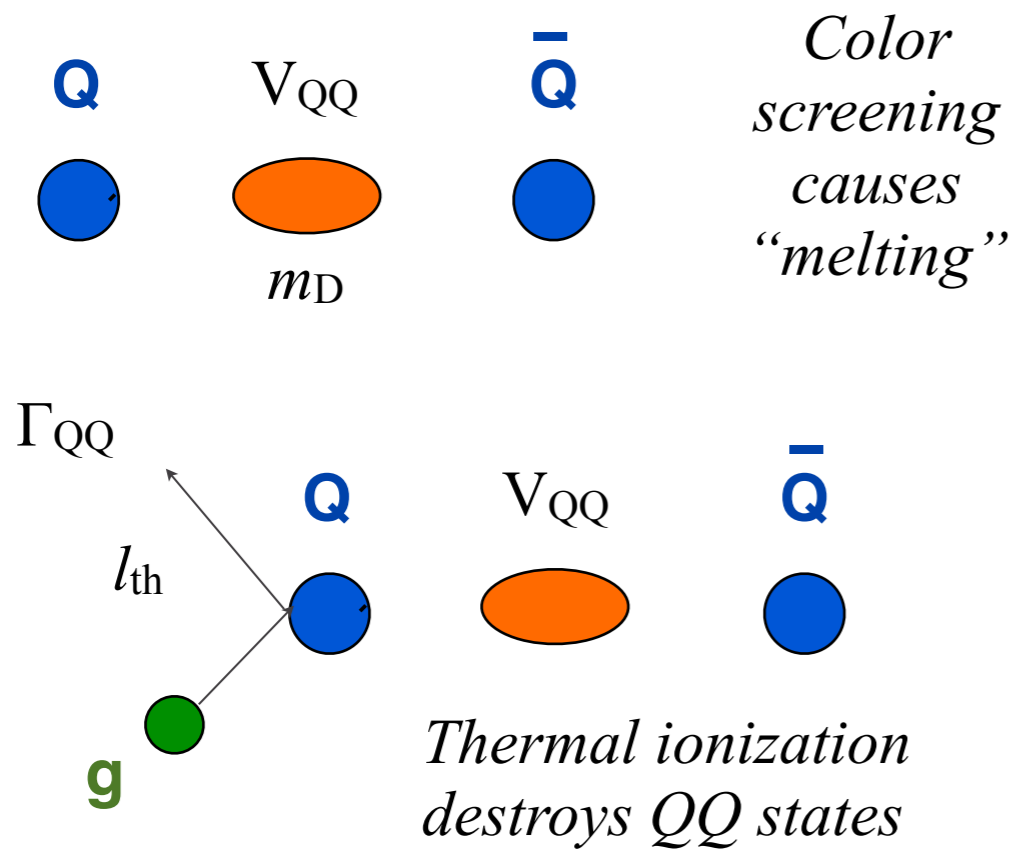 Q V_QQ Q̄
m_D
Color
screening
causes
“melting”
Γ_QQ
l_th
Q V_QQ Q̄
g
Thermal ionization
destroys QQ states